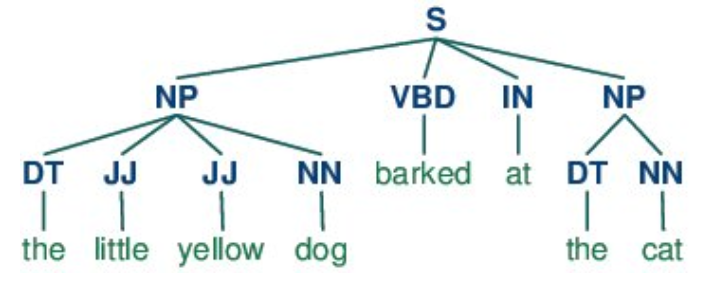 S
NP VBD IN NP
DT JJ JJ NN barked at DT NN
the little yellow dog the cat